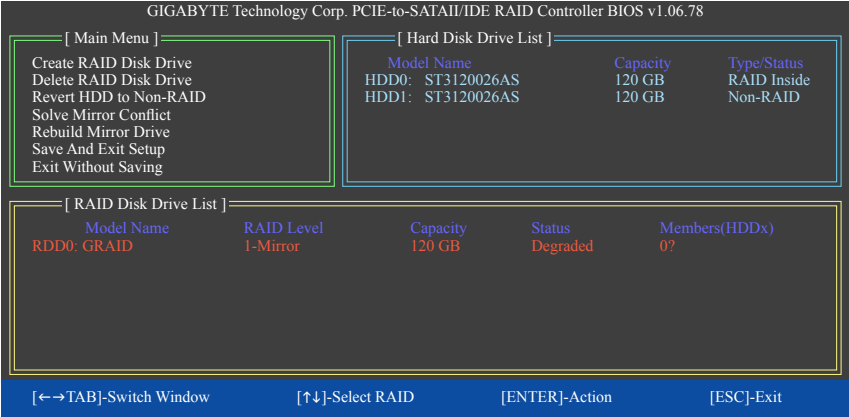 GIGABYTE Technology Corp. PCIE-to-SATAII/IDE RAID Controller BIOS v1.06.78
[ Main Menu ]
Create RAID Disk Drive
Delete RAID Disk Drive
Revert HDD to Non-RAID
Solve Mirror Conflict
Rebuild Mirror Drive
Save And Exit Setup
Exit Without Saving
[ Hard Disk Drive List ]
Model Name Capacity Type/Status
HDD0: ST3120026AS 120 GB RAID Inside
HDD1: ST3120026AS 120 GB Non-RAID
[ RAID Disk Drive List ]
Model Name RAID Level Capacity Status Members(HDDx)
RDD0: GRAID 1-Mirror 120 GB Degraded 0?
[←→TAB]-Switch Window [↑↓]-Select RAID [ENTER]-Action [ESC]-Exit